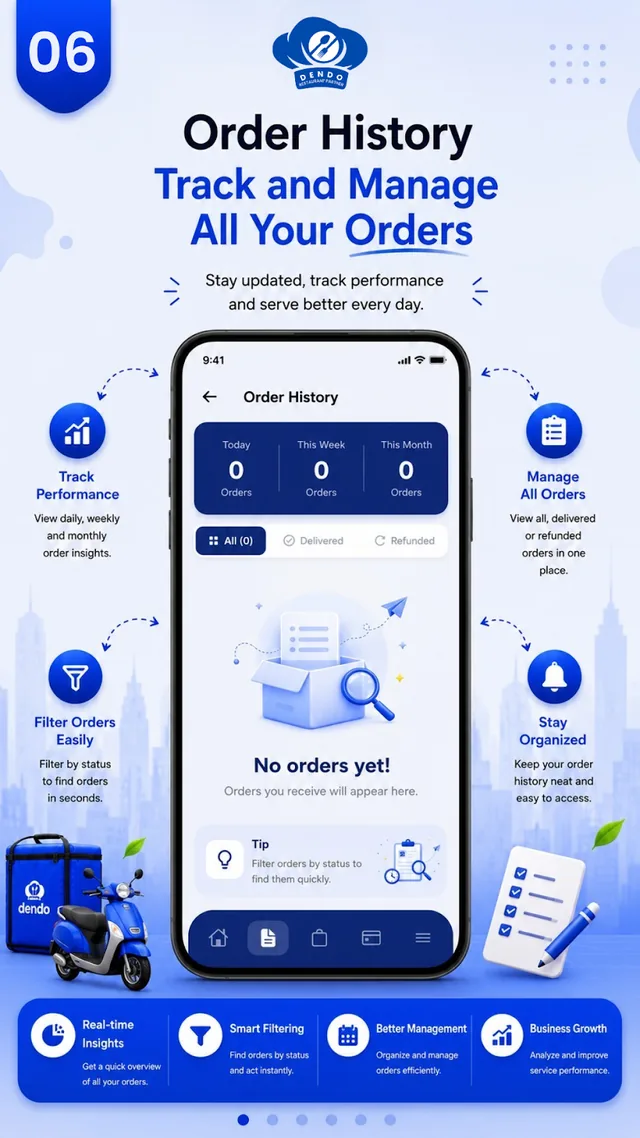 06
DENDO
RESTAURANT PARTNER
Order History
Track and Manage
All Your Orders
Stay updated, track performance
and serve better every day.
9:41
Order History
Today
0
Orders
This Week
0
Orders
This Month
0
Orders
All (0)
Delivered
Refunded
No orders yet!
Orders you receive will appear here.
Tip
Filter orders by status to
find them quickly.
Track
Performance
View daily, weekly
and monthly
order insights.
Filter Orders
Easily
Filter by status
to find orders
in seconds.
Manage
All Orders
View all, delivered
or refunded
orders in one
place.
Stay
Organized
Keep your order
history neat and
easy to access.
dendo
Real-time
Insights
Get a quick overview
of all your orders.
Smart Filtering
Find orders by status
and act instantly.
Better Management
Organize and manage
orders efficiently.
Business Growth
Analyze and improve
service performance.